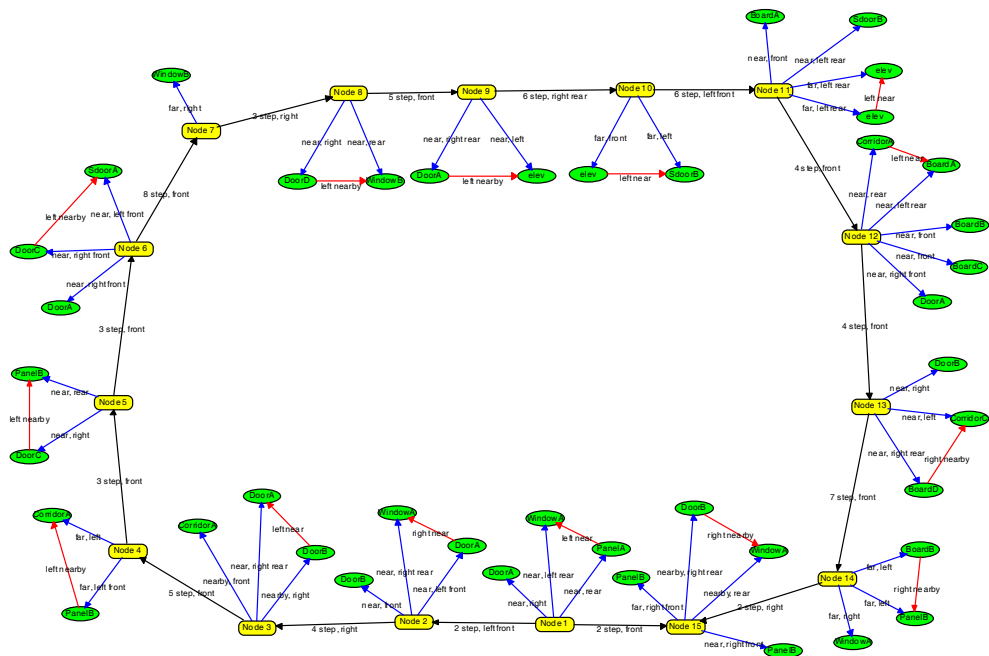 BoardA
SdoorB
near, front
near, left rear
elev
far, left rear
left near
far, left rear
elev
WindowB
far, right
Node 7
3 step, right
Node 8
5 step, front
Node 9
6 step, right rear
Node 10
6 step, left front
Node 11
near, right
near, rear
DoorD
left nearby
WindowB
near, right rear
near, left
DoorA
left nearby
elev
far, front
far, left
elev
left near
SdoorB
4 step, front
CorridorA
left near
BoardA
near, rear
near, left rear
BoardB
near, front
Node 12
near, front
BoardC
near, right front
DoorA
SdoorA
left nearby
near, left front
8 step, front
DoorC
near, right front
Node 6
near, right front
DoorA
3 step, front
4 step, front
PanelB
near, rear
left nearby
Node 5
near, right
DoorC
DoorB
near, right
Node 13
near, left
CorridorC
near, right rear
right nearby
BoardD
3 step, front
7 step, front
CorridorA
far, left
Node 4
left nearby
far, left front
PanelB
5 step, front
CorridorA
DoorA
left near
DoorB
near, right rear
nearby, front
nearby, right
Node 3
4 step, right
WindowA
right near
DoorA
near, right rear
DoorB
near, left front
near, front
Node 2
2 step, left front
WindowA
left near
PanelA
DoorA
near, left rear
near, right
near, rear
Node 1
2 step, front
DoorB
right nearby
WindowA
nearby, right rear
PanelB
far, right front
nearby, rear
Node 15
near, right front
PanelB
2 step, right
Node 14
BoardB
far, left
right nearby
far, left
PanelB
far, right
WindowA